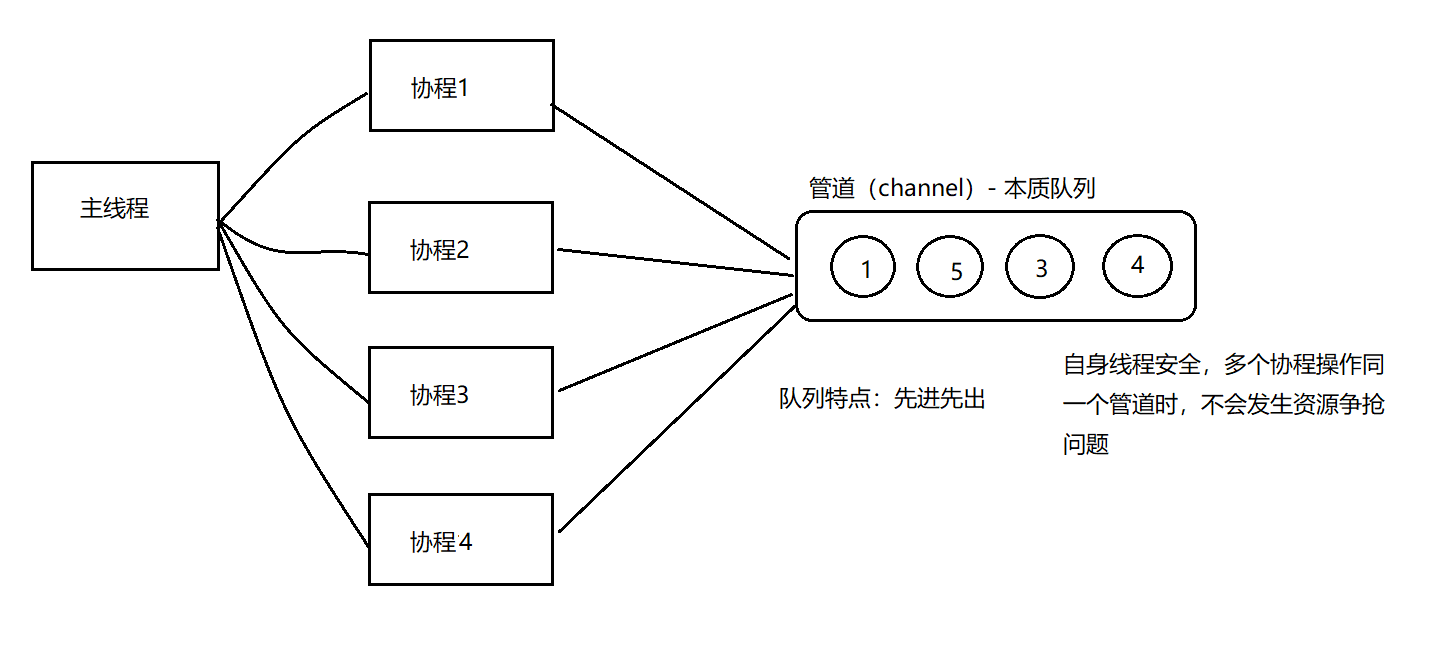 协程1
主线程
管道（channel）- 本质队列
协程2
1
5
3
4
自身线程安全，多个协程操作同
一个管道时，不会发生资源争抢
问题
队列特点：先进先出
协程3
协程4